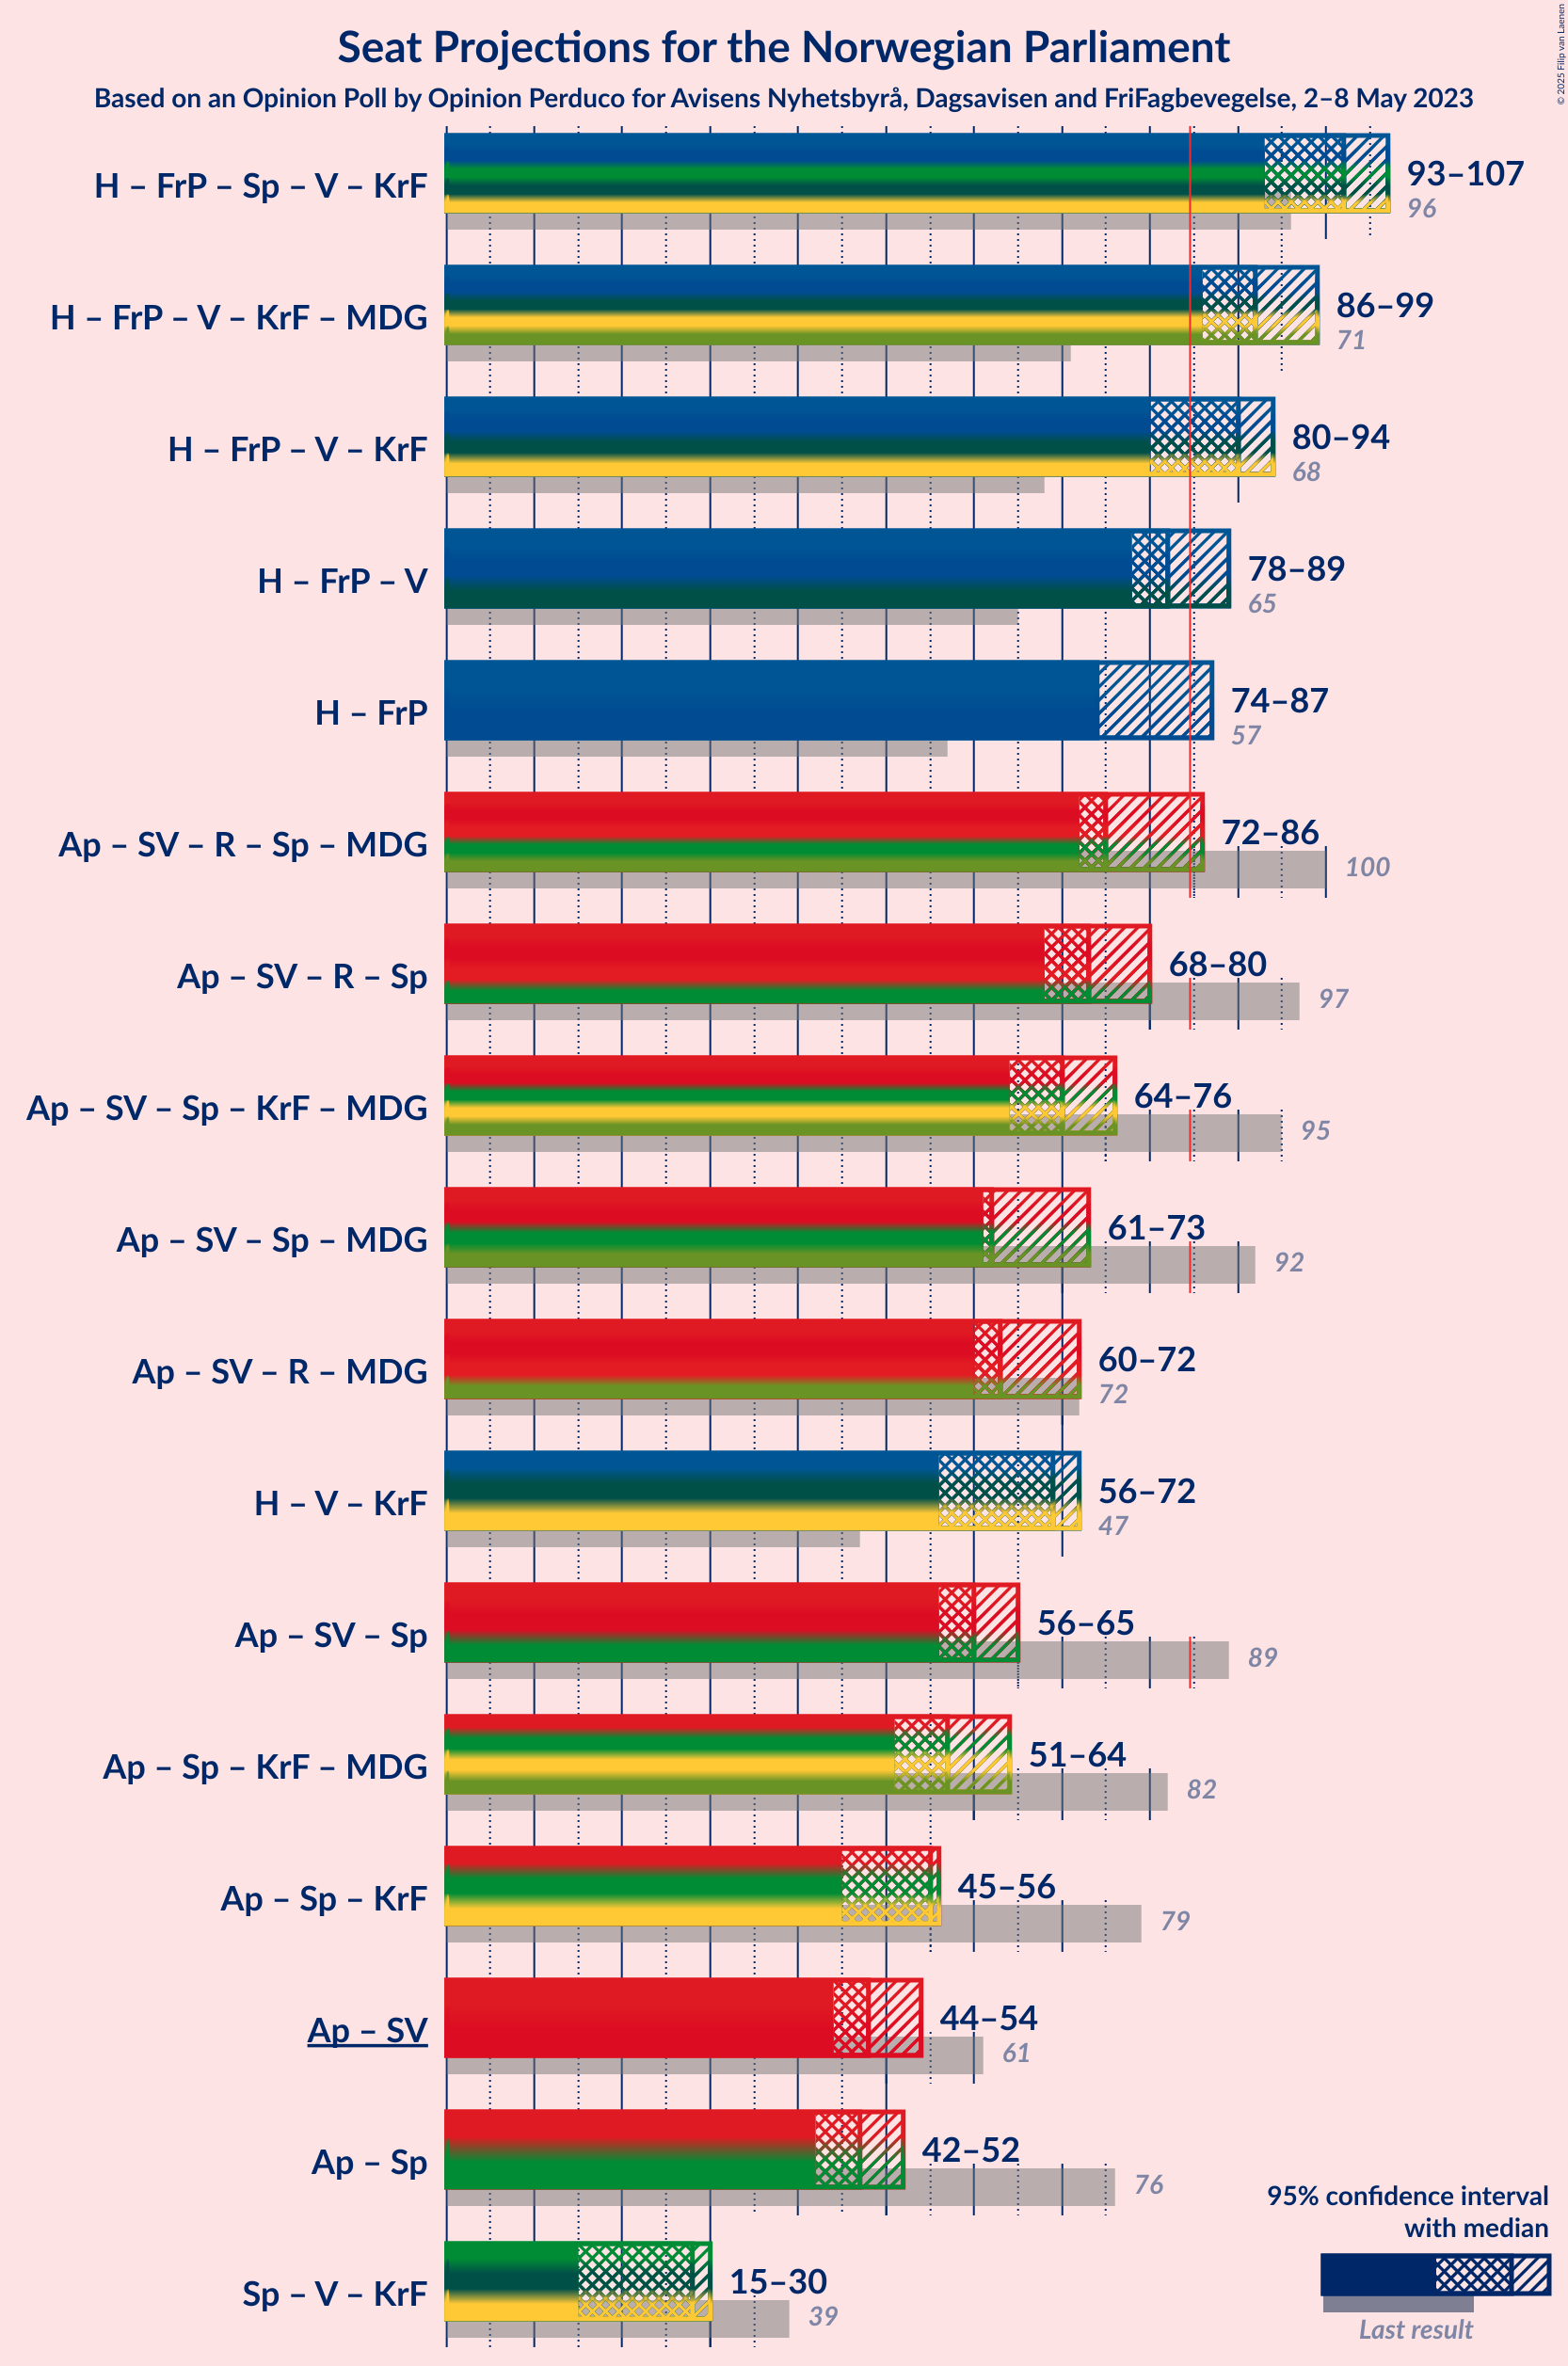 Seat Projections for the Norwegian Parliament
Based on an Opinion Poll by Opinion Perduco for Avisens Nyhetsbyrå, Dagsavisen and FriFagbevegelse, 2–8 May 2023
© 2025 Filip van Laenen
H – FrP – Sp – V – KrF
93–107
96
H – FrP – V – KrF – MDG
86–99
71
H – FrP – V – KrF
80–94
68
H – FrP – V
78–89
65
H – FrP
74–87
57
Ap – SV – R – Sp – MDG
72–86
100
Ap – SV – R – Sp
68–80
97
Ap – SV – Sp – KrF – MDG
64–76
95
Ap – SV – Sp – MDG
61–73
92
Ap – SV – R – MDG
60–72
72
H – V – KrF
56–72
47
Ap – SV – Sp
56–65
89
Ap – Sp – KrF – MDG
51–64
82
Ap – Sp – KrF
45–56
79
Ap – SV
44–54
61
Ap – Sp
42–52
76
Sp – V – KrF
15–30
39
95% confidence interval
with median
Last result